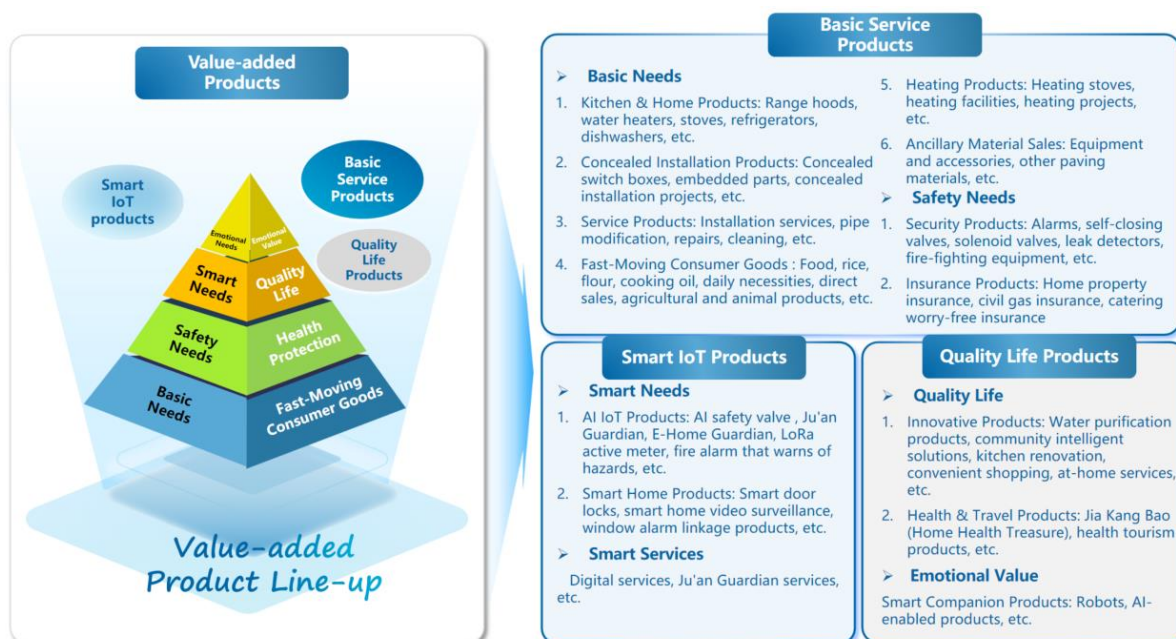 Value-added
Products
Smart
IoT
products
Basic
Service
Products
Quality
Life
Products
Emotional
Needs
Emotional
Value
Smart
Needs
Quality
Life
Safety
Needs
Health
Protection
Basic
Needs
Fast-Moving
Consumer Goods
Value-added
Product Line-up
Basic Service
Products
➢ Basic Needs
1. Kitchen & Home Products: Range hoods,
water heaters, stoves, refrigerators,
dishwashers, etc.
2. Concealed Installation Products: Concealed
switch boxes, embedded parts, concealed
installation projects, etc.
3. Service Products: Installation services, pipe
modification, repairs, cleaning, etc.
4. Fast-Moving Consumer Goods : Food, rice,
flour, cooking oil, daily necessities, direct
sales, agricultural and animal products, etc.
5. Heating Products: Heating stoves,
heating facilities, heating projects,
etc.
6. Ancillary Material Sales: Equipment
and accessories, other paving
materials, etc.
➢ Safety Needs
1. Security Products: Alarms, self-closing
valves, solenoid valves, leak detectors,
fire-fighting equipment, etc.
2. Insurance Products: Home property
insurance, civil gas insurance, catering
worry-free insurance
Smart IoT Products
➢ Smart Needs
1. AI IoT Products: AI safety valve , Ju'an
Guardian, E-Home Guardian, LoRa
active meter, fire alarm that warns of
hazards, etc.
2. Smart Home Products: Smart door
locks, smart home video surveillance,
window alarm linkage products, etc.
➢ Smart Services
Digital services, Ju'an Guardian services,
etc.
Quality Life Products
➢ Quality Life
1. Innovative Products: Water purification
products, community intelligent
solutions, kitchen renovation,
convenient shopping, at-home services,
etc.
2. Health & Travel Products: Jia Kang Bao
(Home Health Treasure), health tourism
products, etc.
➢ Emotional Value
Smart Companion Products: Robots, AI-
enabled products, etc.